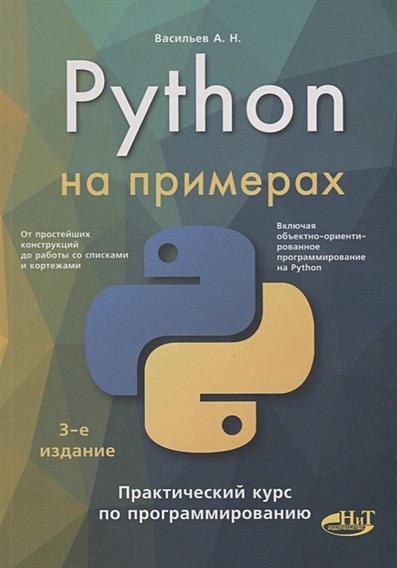 Васильев А. Н.
Python
на примерах
От простейших
конструкций
до работы со списками
и кортежами
Включая
объектно-ориенти-
рованное
программирование
на Python
3-е
издание
Практический курс
по программированию
НиТ
ИЗДАТЕЛЬСТВО